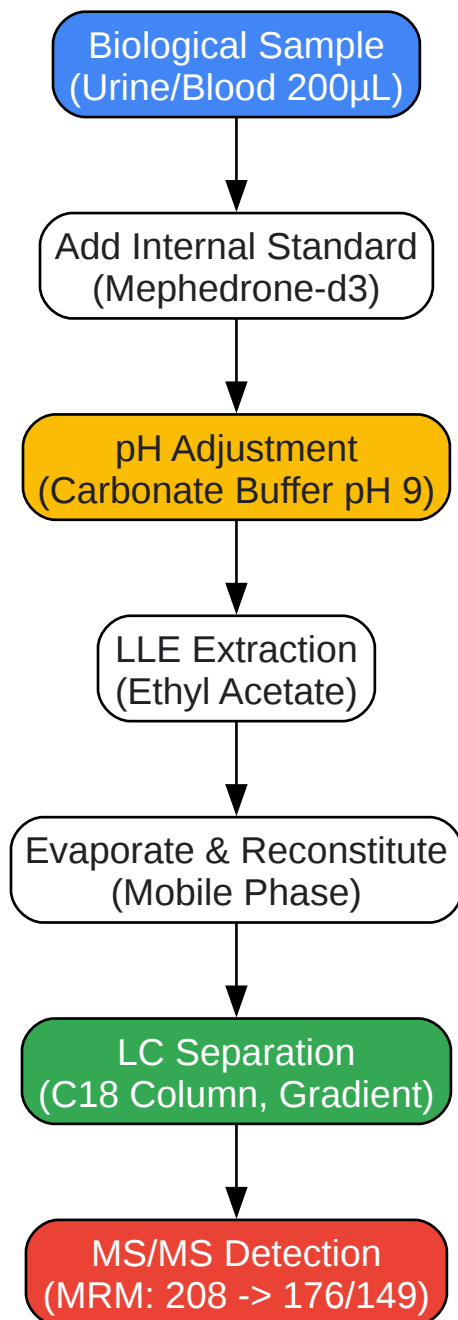 Biological Sample
(Urine/Blood 200µL)
Add Internal Standard
(Mephedrone-d3)
pH Adjustment
(Carbonate Buffer pH 9)
LLE Extraction
(Ethyl Acetate)
Evaporate & Reconstitute
(Mobile Phase)
LC Separation
(C18 Column, Gradient)
MS/MS Detection
(MRM: 208 -> 176/149)